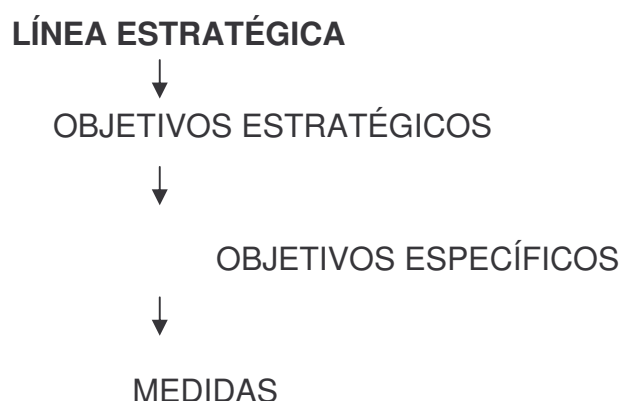 LÍNEA ESTRATÉGICA
OBJETIVOS ESTRATÉGICOS
OBJETIVOS ESPECÍFICOS
MEDIDAS